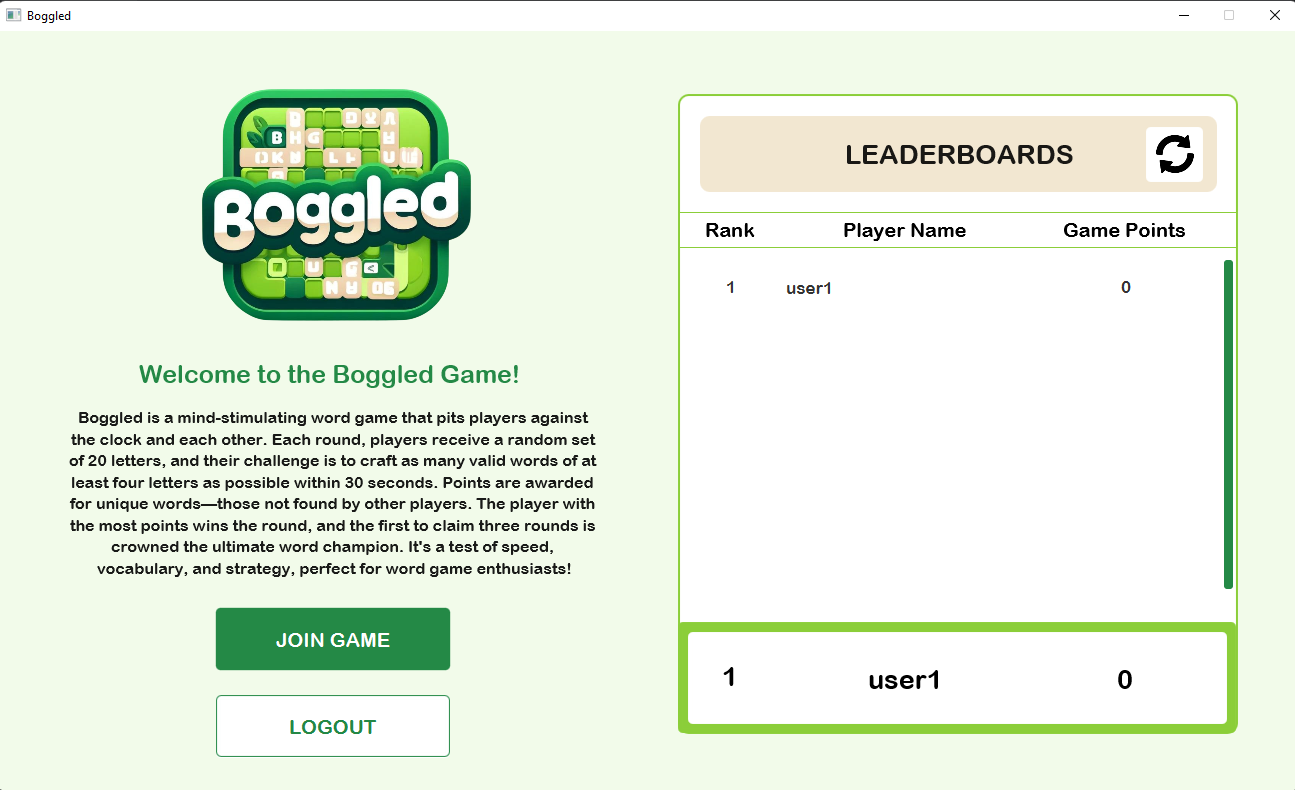 Boggled
Boggled
Welcome to the Boggled Game!
Boggled is a mind-stimulating word game that pits players against
the clock and each other. Each round, players receive a random set
of 20 letters, and their challenge is to craft as many valid words of at
least four letters as possible within 30 seconds. Points are awarded
for unique words—those not found by other players. The player with
the most points wins the round, and the first to claim three rounds is
crowned the ultimate word champion. It's a test of speed,
vocabulary, and strategy, perfect for word game enthusiasts!
JOIN GAME
LOGOUT
LEADERBOARDS
Rank Player Name Game Points
1 user1 0
1 user1 0